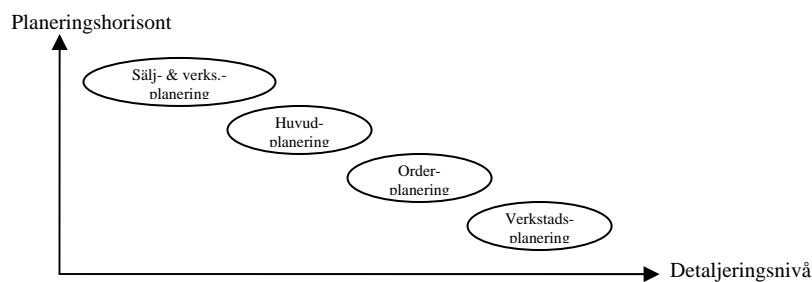 Planeringshorisont
Sälj- & verks.-
planering
Huvud-
planering
Order-
planering
Verkstads-
planering
Detaljeringsnivå